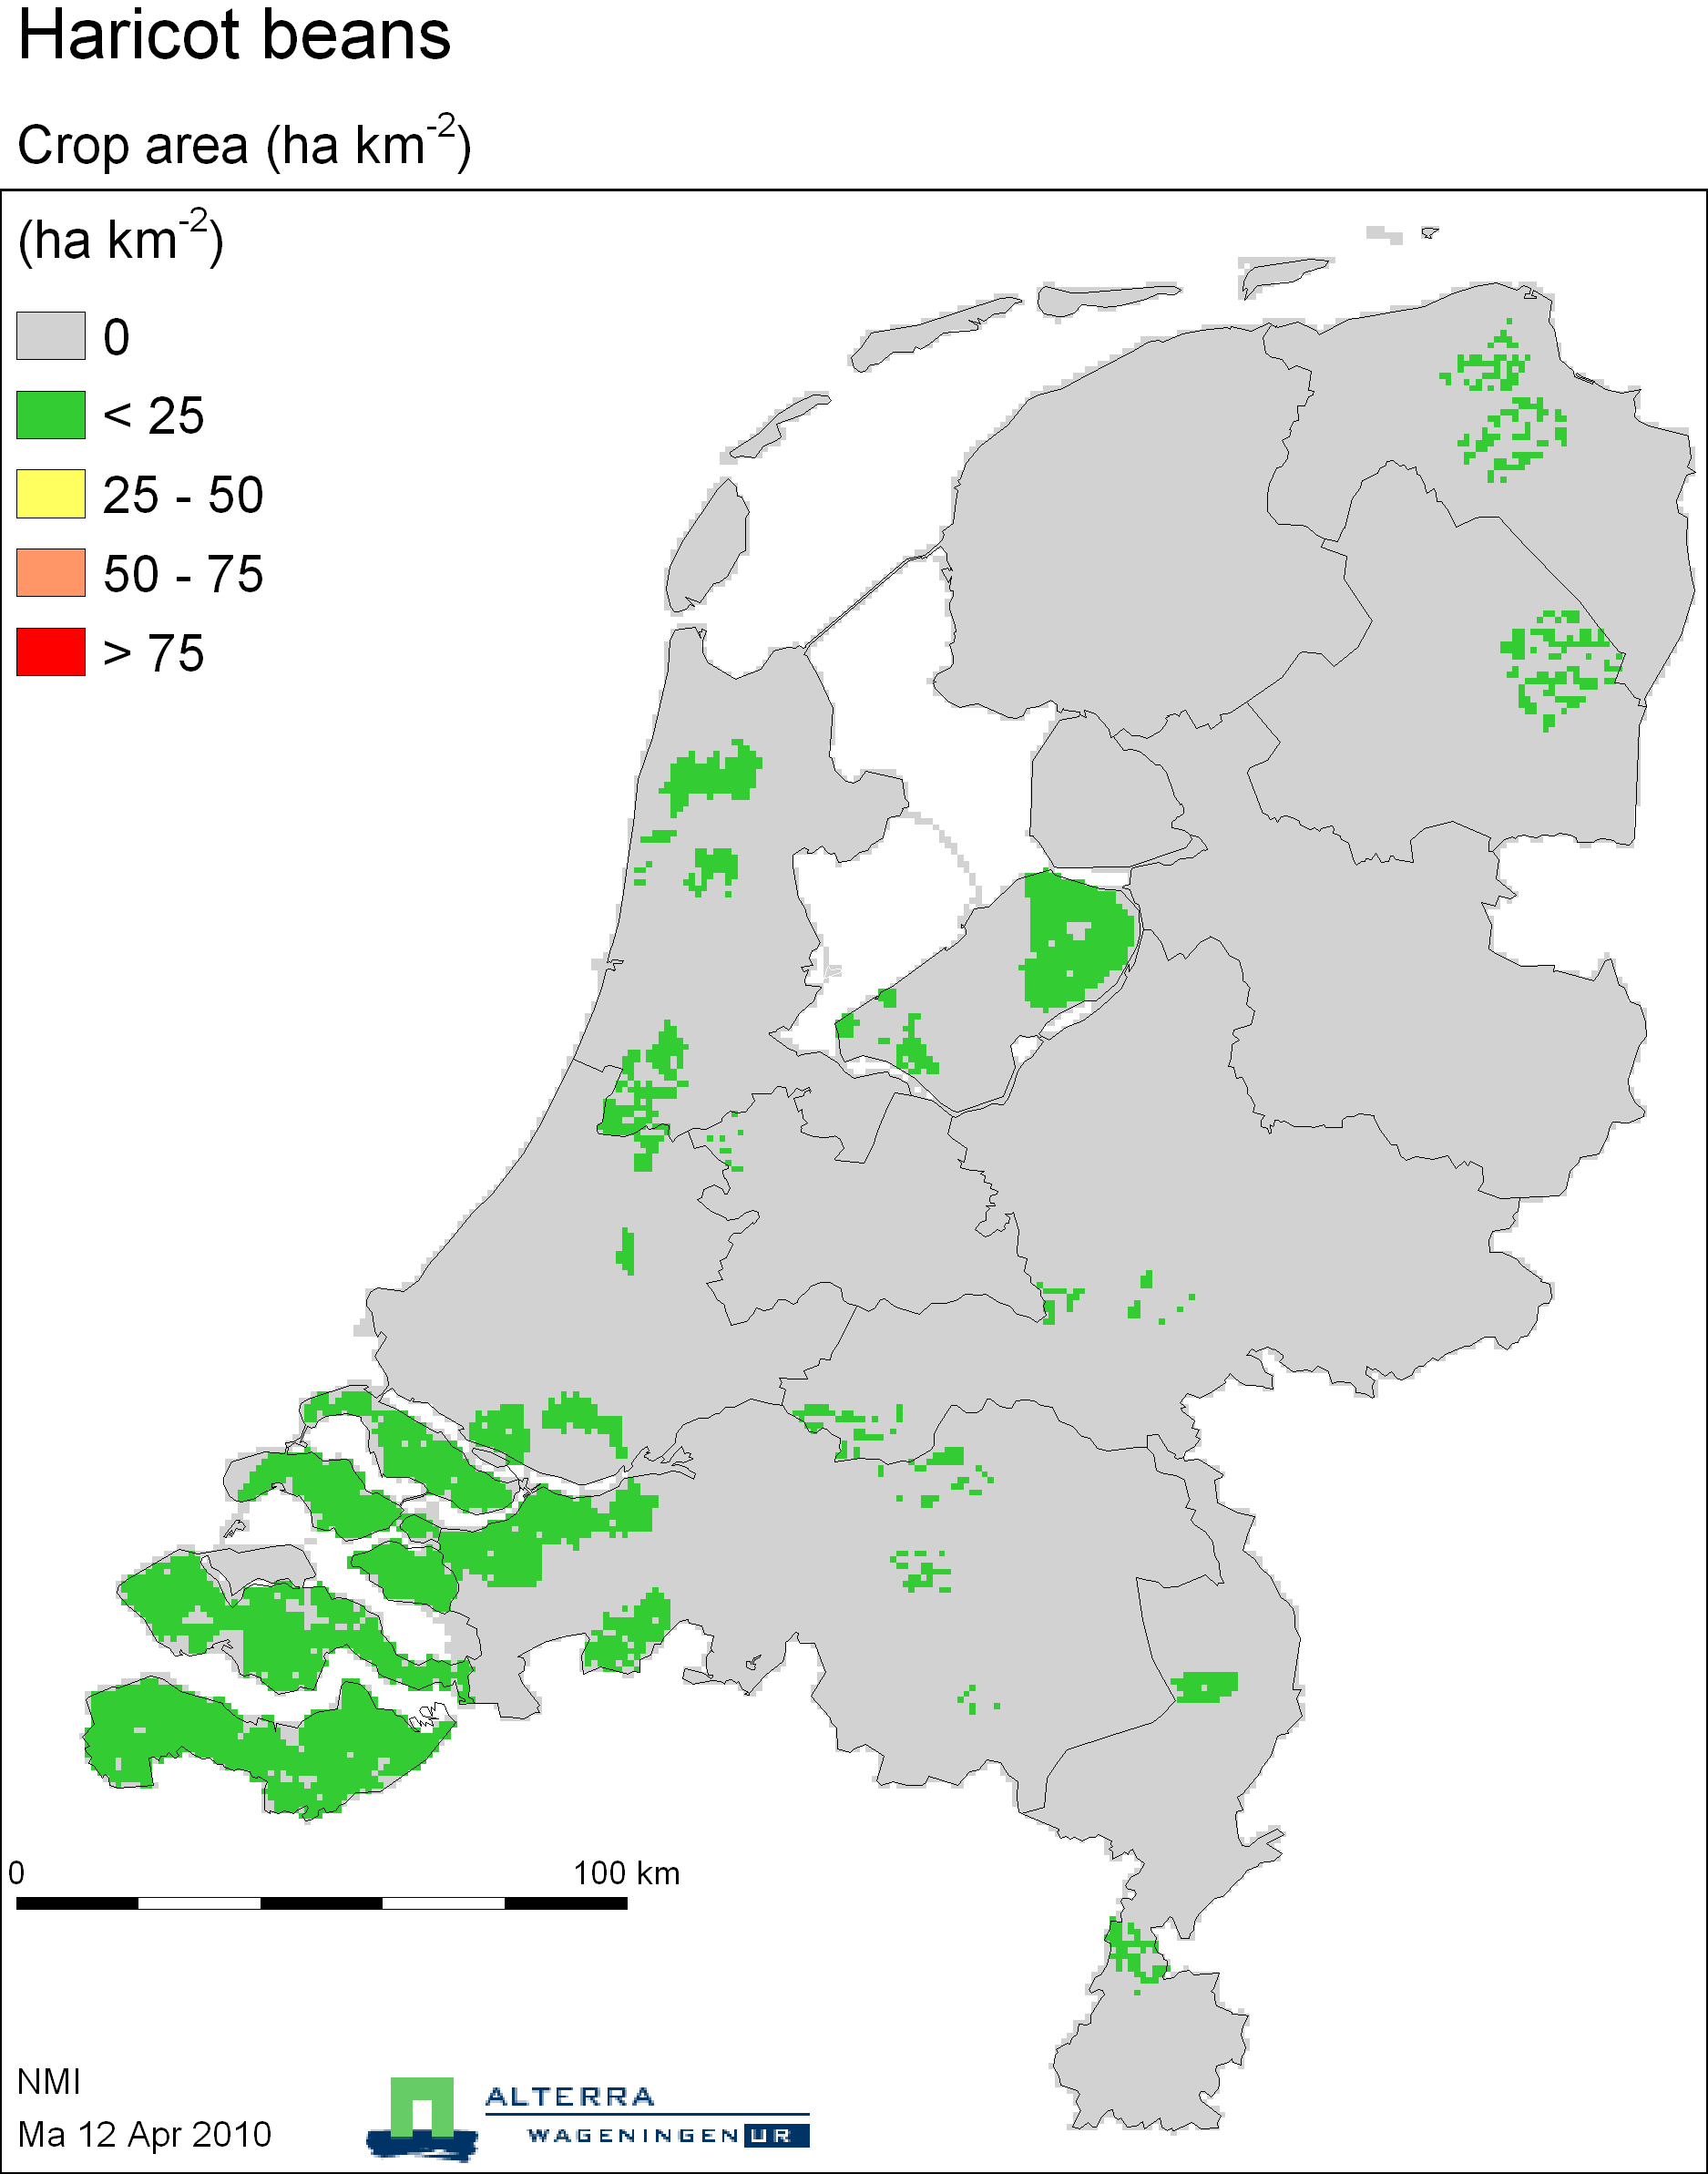 Haricot beans
Crop area (ha km-2)
(ha km-2)
0
< 25
25 - 50
50 - 75
> 75
0 100 km
NMI
Ma 12 Apr 2010
ALTERRA
WAGENINGEN UR